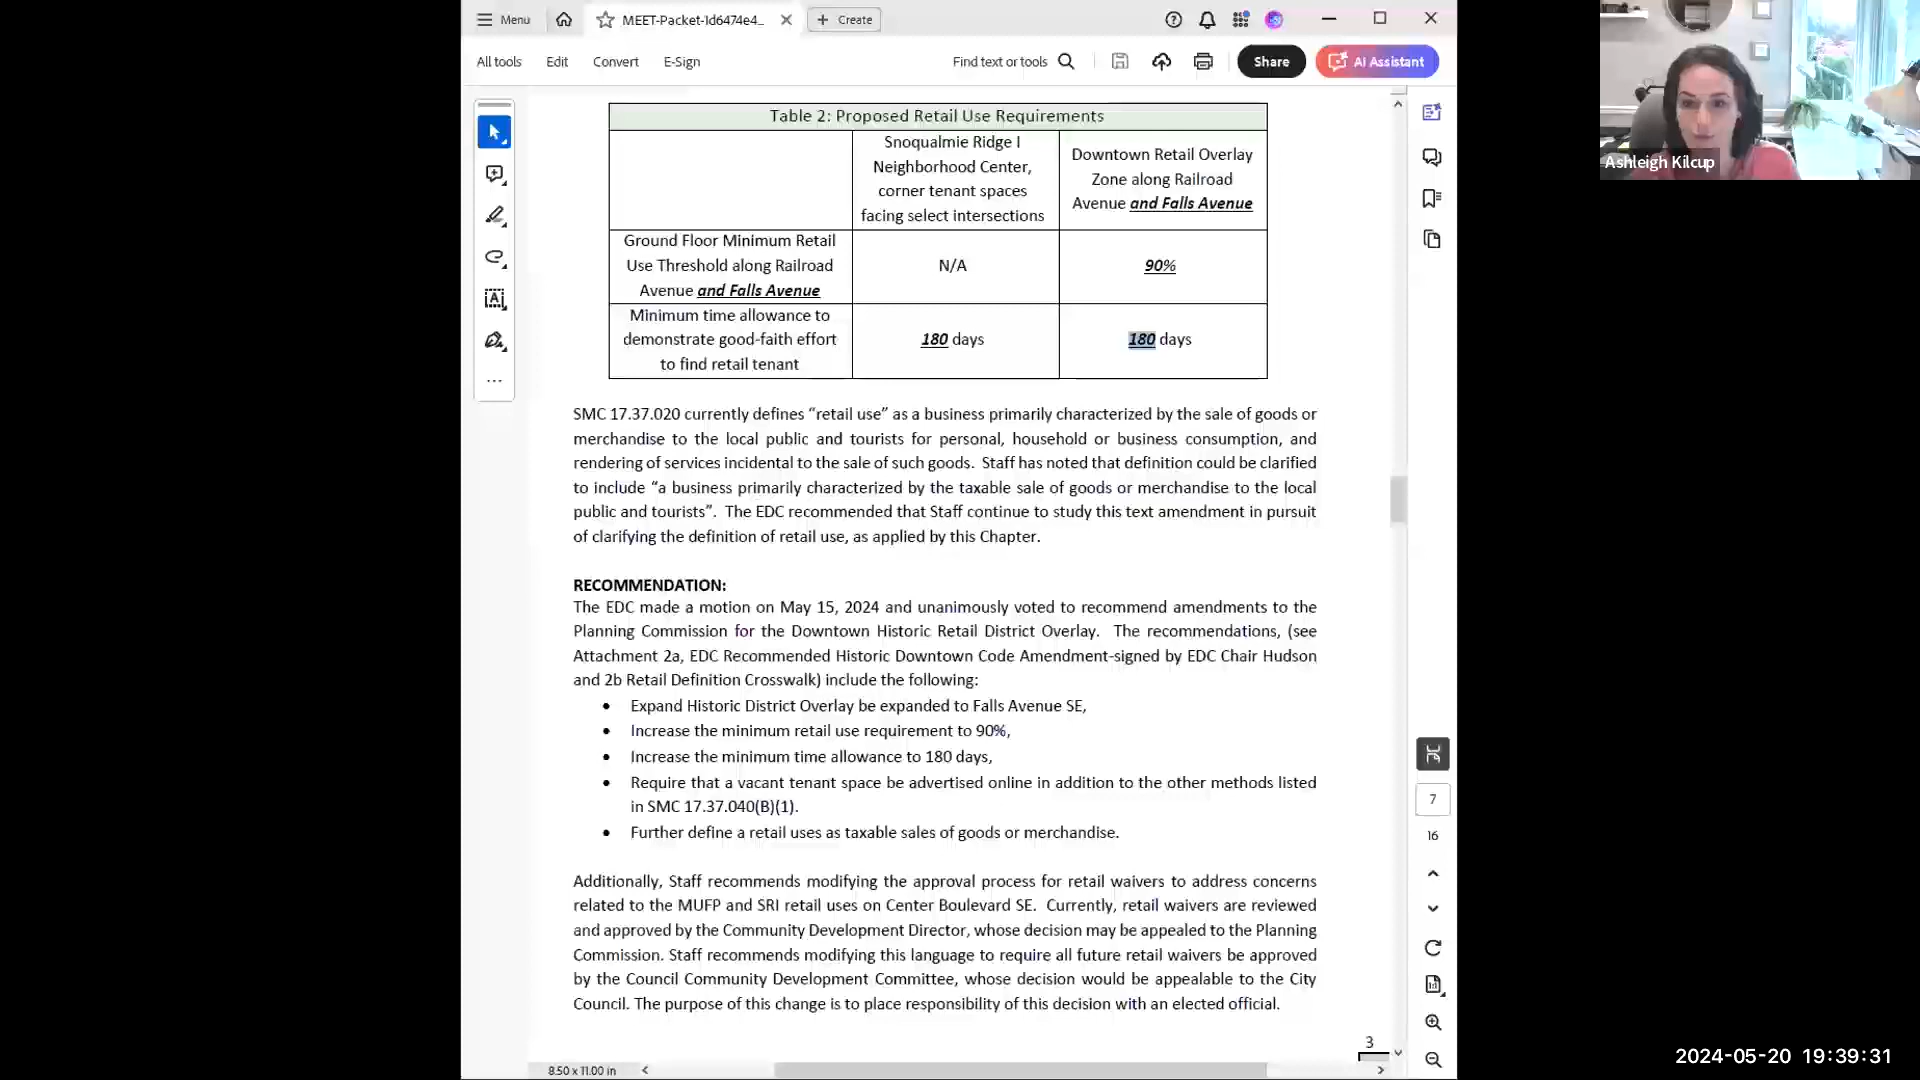 Menu
MEET-Packet-1d6474e4...
Create
All tools
Edit
Convert
E-Sign
Find text or tools
Share
AI Assistant
Ashleigh Kilcup
Table 2: Proposed Retail Use Requirements
Snoqualmie Ridge I
Neighborhood Center,
corner tenant spaces
facing select intersections
Downtown Retail Overlay
Zone along Railroad
Avenue and Falls Avenue
Ground Floor Minimum Retail
Use Threshold along Railroad
Avenue and Falls Avenue
N/A
90%
Minimum time allowance to
demonstrate good-faith effort
to find retail tenant
180 days
180 days
SMC 17.37.020 currently defines “retail use” as a business primarily characterized by the sale of goods or
merchandise to the local public and tourists for personal, household or business consumption, and
rendering of services incidental to the sale of such goods. Staff has noted that definition could be clarified
to include “a business primarily characterized by the taxable sale of goods or merchandise to the local
public and tourists”. The EDC recommended that Staff continue to study this text amendment in pursuit
of clarifying the definition of retail use, as applied by this Chapter.
RECOMMENDATION:
The EDC made a motion on May 15, 2024 and unanimously voted to recommend amendments to the
Planning Commission for the Downtown Historic Retail District Overlay. The recommendations, (see
Attachment 2a, EDC Recommended Historic Downtown Code Amendment-signed by EDC Chair Hudson
and 2b Retail Definition Crosswalk) include the following:
• Expand Historic District Overlay be expanded to Falls Avenue SE,
• Increase the minimum retail use requirement to 90%,
• Increase the minimum time allowance to 180 days,
• Require that a vacant tenant space be advertised online in addition to the other methods listed
in SMC 17.37.040(B)(1).
• Further define a retail uses as taxable sales of goods or merchandise.
Additionally, Staff recommends modifying the approval process for retail waivers to address concerns
related to the MUFP and SRI retail uses on Center Boulevard SE. Currently, retail waivers are reviewed
and approved by the Community Development Director, whose decision may be appealed to the Planning
Commission. Staff recommends modifying this language to require all future retail waivers be approved
by the Council Community Development Committee, whose decision would be appealable to the City
Council. The purpose of this change is to place responsibility of this decision with an elected official.
3
7
16
8.50 x 11.00 in
2024-05-20 19:39:31